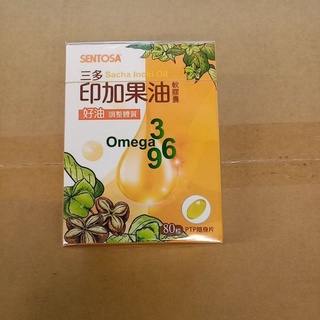 SENTOSA
三多 Sacha Inchi Oil
印加果油 軟膠囊
好油 調整體質
Omega 3 6 9
80粒 PTP隨身片